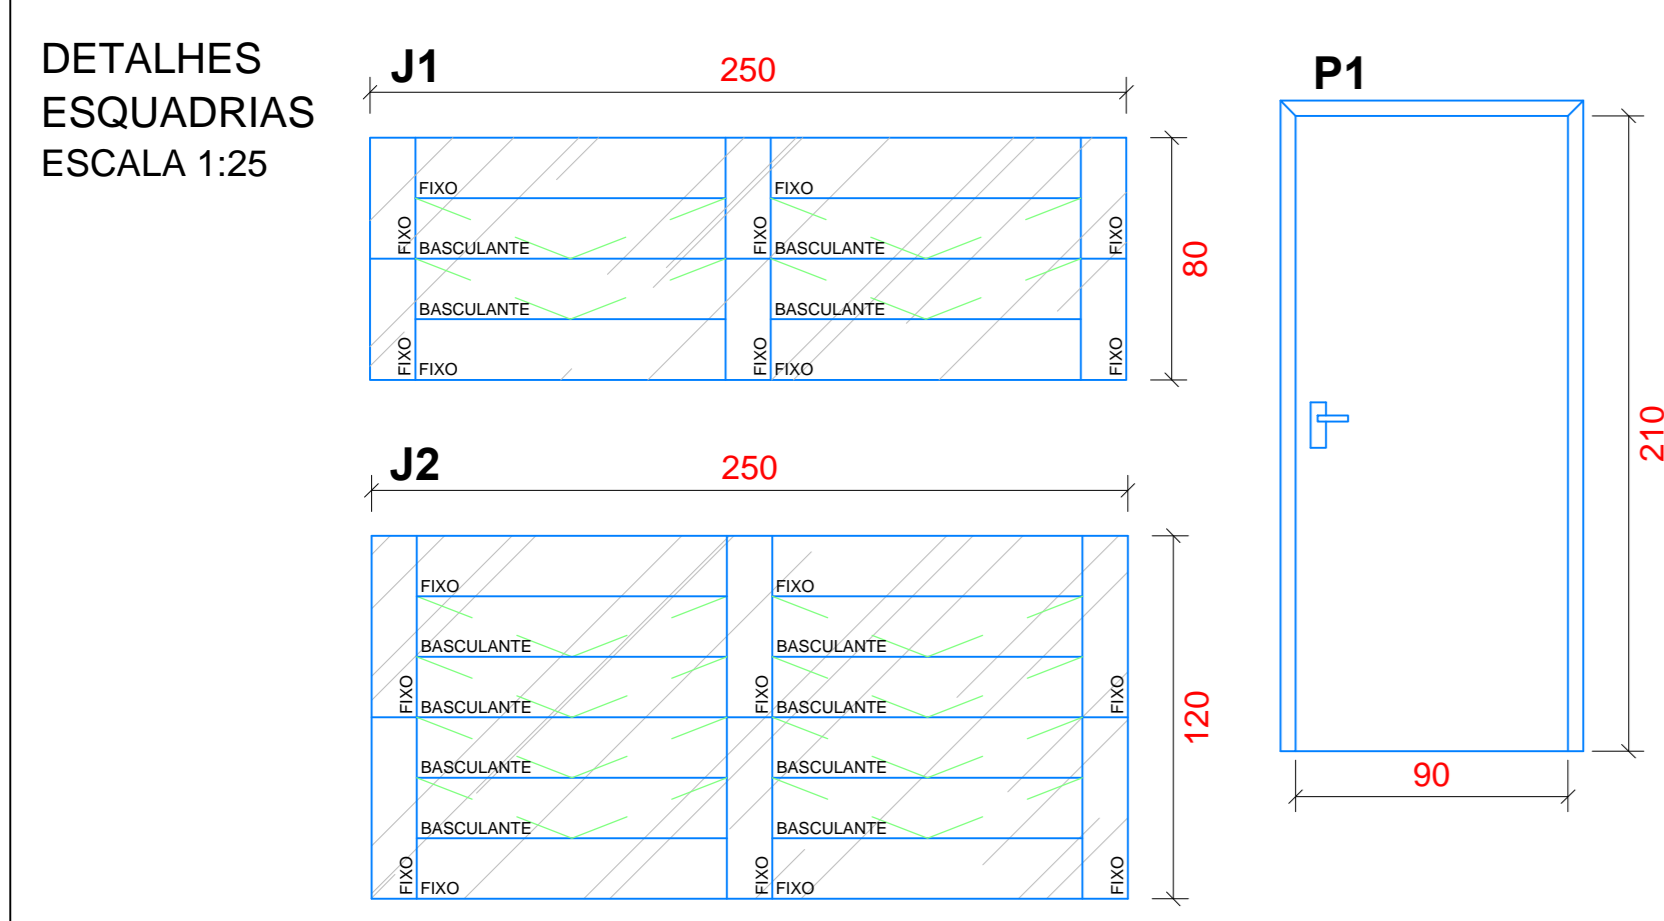 DETALHES
ESQUADRIAS
ESCALA 1:25
J1
250
FIXO
FIXO
FIXO
FIXO
FIXO
BASCULANTE
BASCULANTE
80
BASCULANTE
BASCULANTE
FIXO
FIXO
FIXO
FIXO
FIXO
J2
250
FIXO
FIXO
BASCULANTE
BASCULANTE
FIXO
FIXO
FIXO
BASCULANTE
BASCULANTE
120
BASCULANTE
BASCULANTE
BASCULANTE
BASCULANTE
FIXO
FIXO
FIXO
FIXO
FIXO
P1
210
90